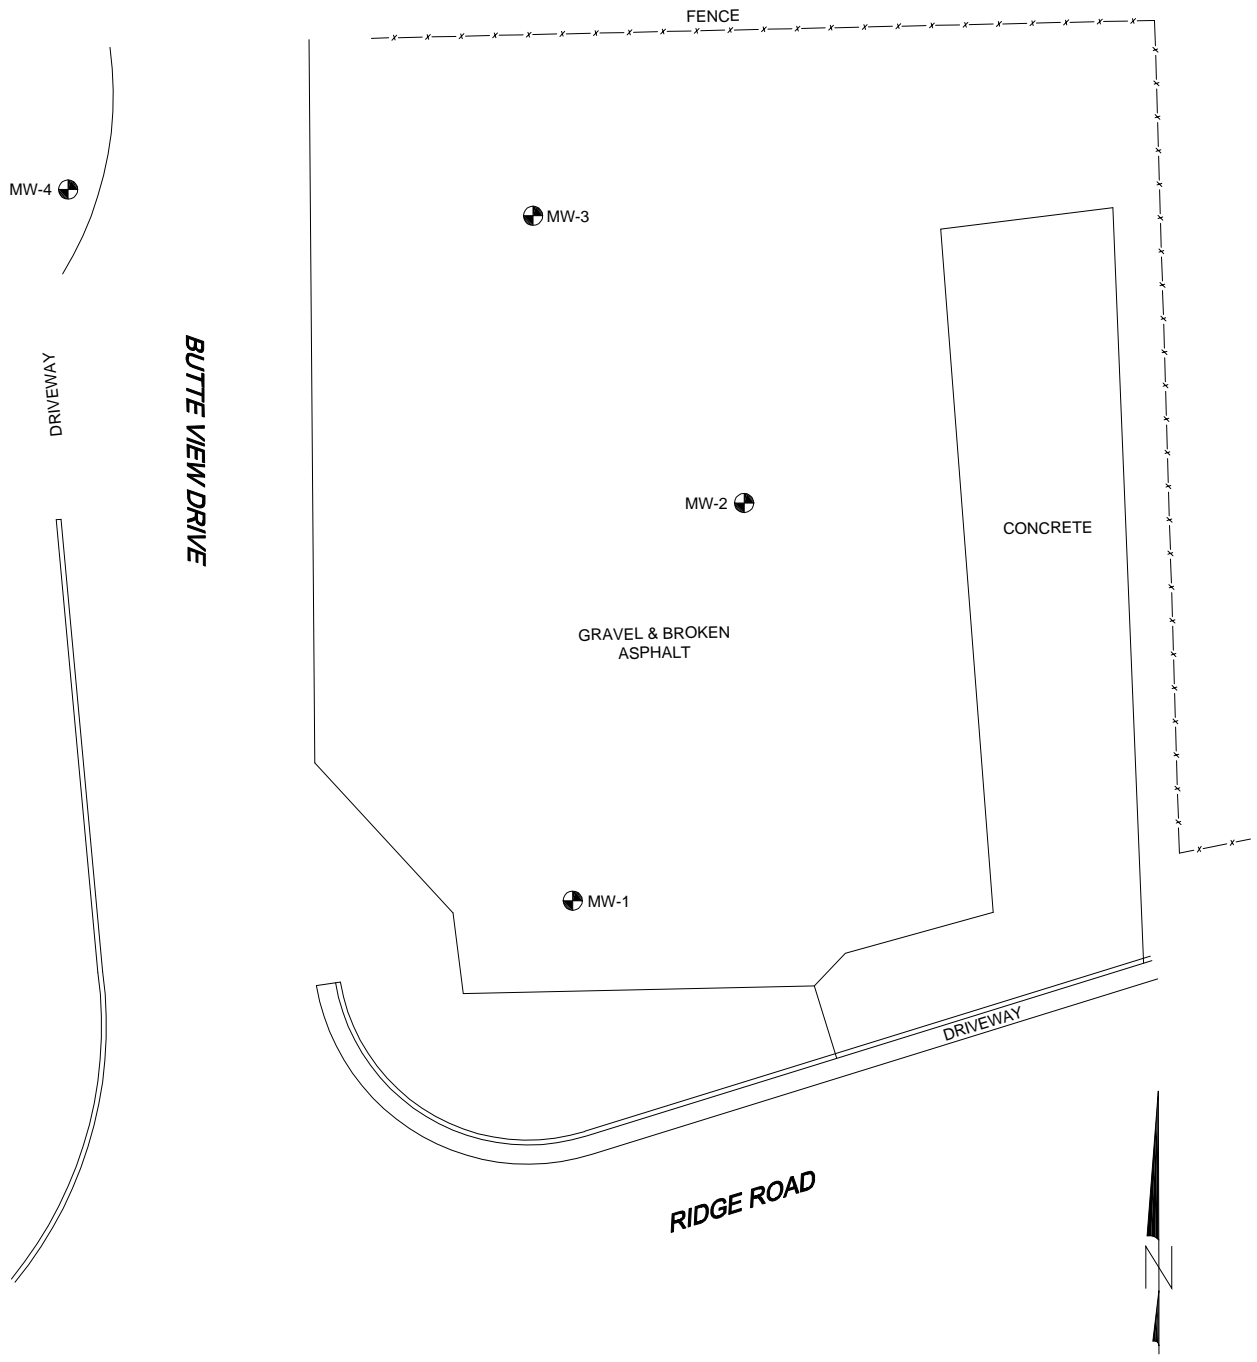 FENCE
MW-4
MW-3
DRIVEWAY
BUTTE VIEW DRIVE
MW-2
CONCRETE
GRAVEL & BROKEN
ASPHALT
MW-1
DRIVEWAY
RIDGE ROAD
N